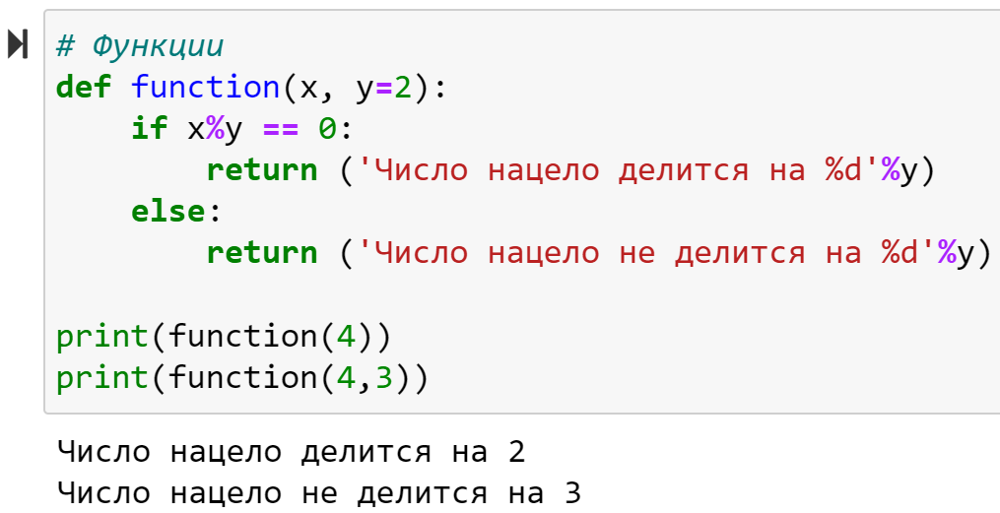 # Функции
def function(x, y=2):
    if x%y == 0:
        return ('Число нацело делится на %d'%y)
    else:
        return ('Число нацело не делится на %d'%y)
print(function(4))
print(function(4,3))
Число нацело делится на 2
Число нацело не делится на 3